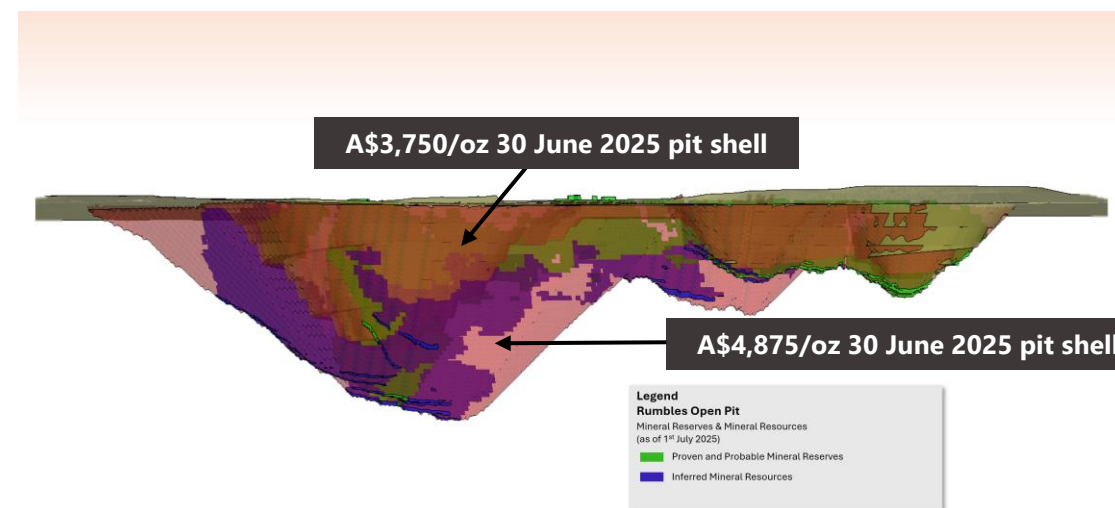 A$3,750/oz 30 June 2025 pit shell
A$4,875/oz 30 June 2025 pit shell
Legend
Rumbles Open Pit
Mineral Reserves & Mineral Resources
(as of 1st July 2025)
Proven and Probable Mineral Reserves
Inferred Mineral Resources